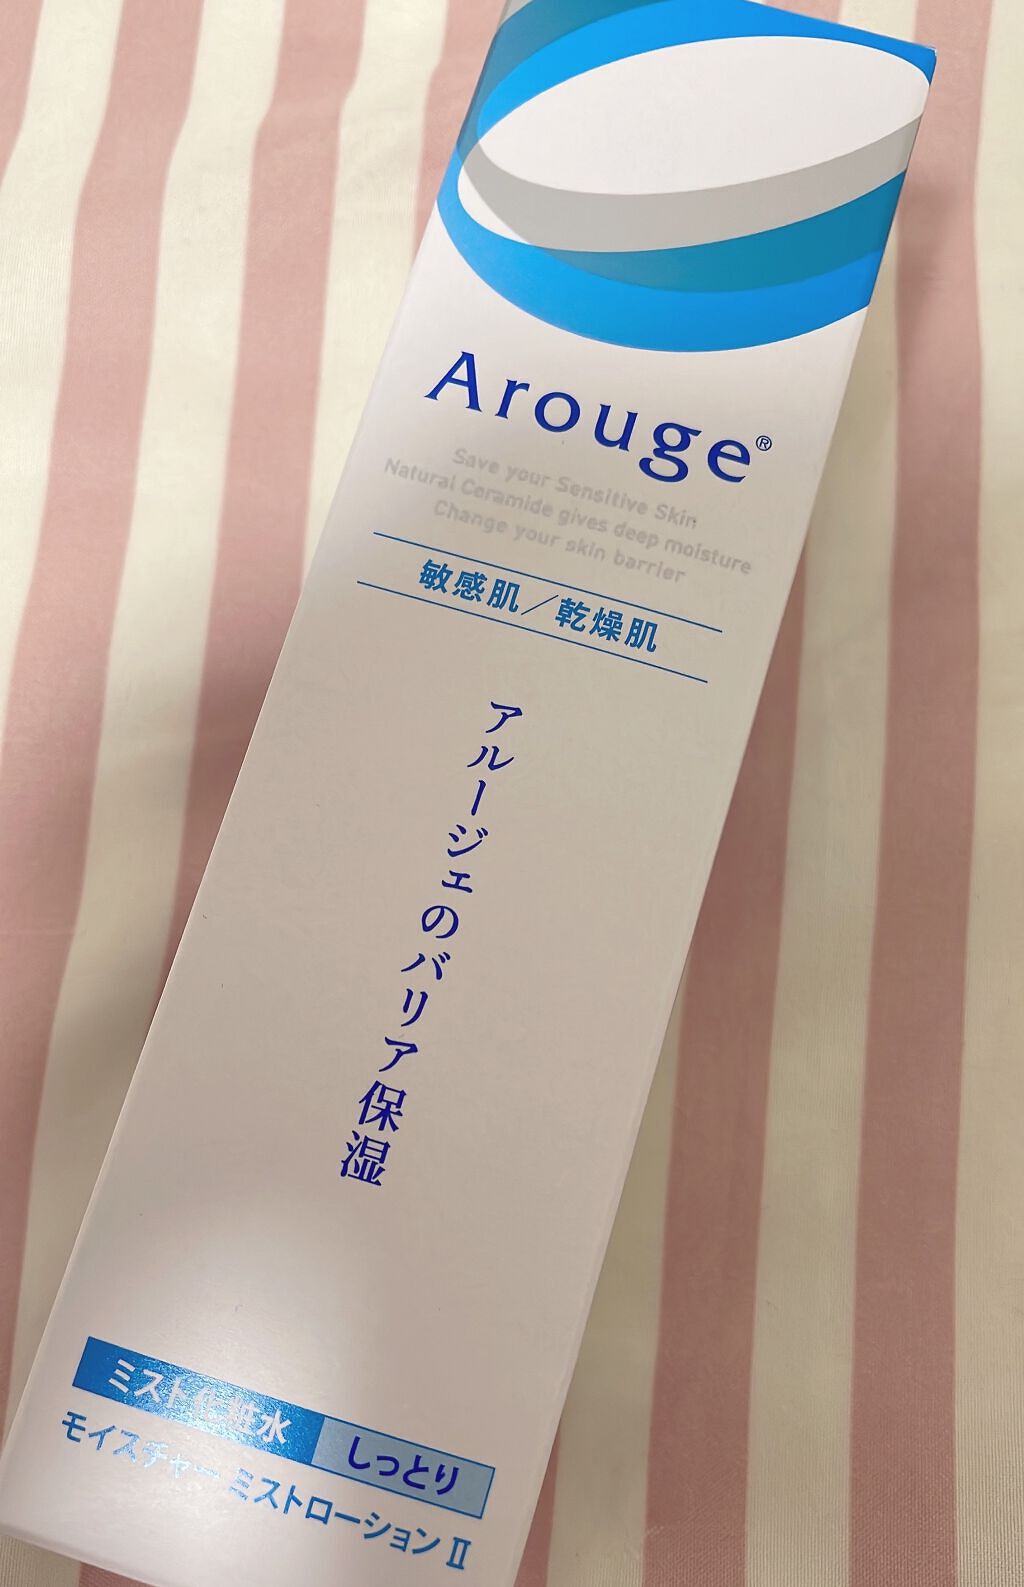 Arouge®
Save your Sensitive Skin
Natural Ceramide gives deep moisture
Change your skin barrier
敏感肌／乾燥肌
アルージェのバリア保湿
ミスト化粧水 しっとり
モイスチャー ミストローション Ⅱ